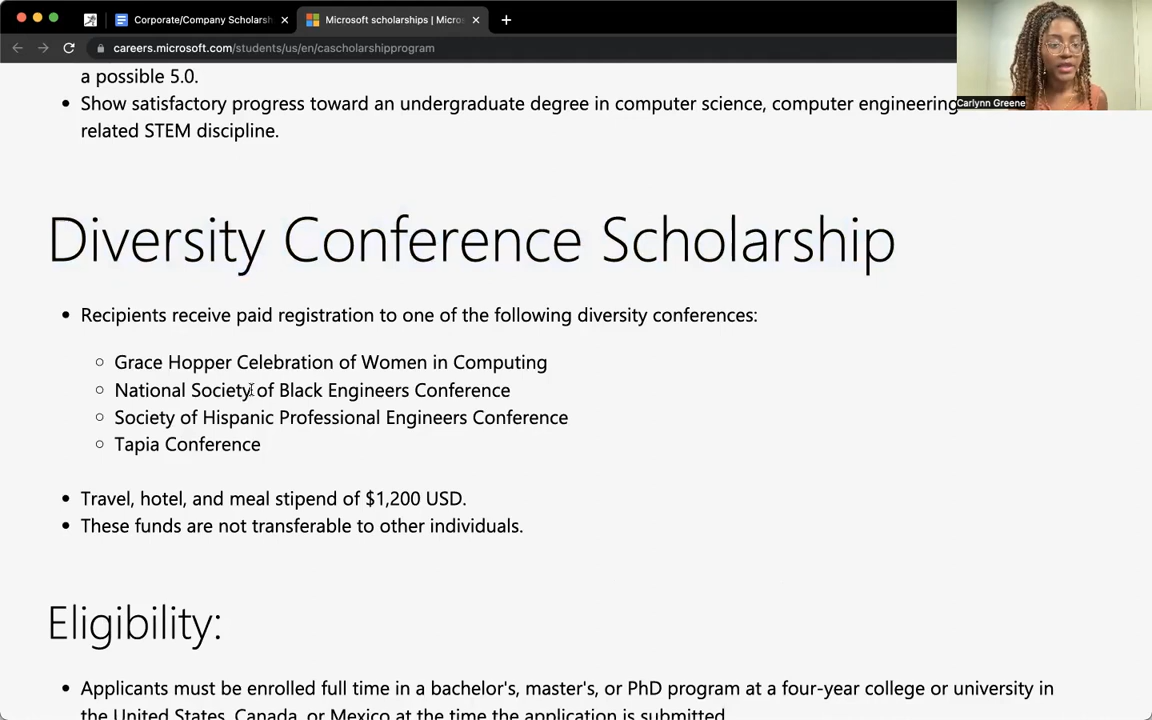 Corporate/Company Scholarsh
Microsoft scholarships | Micros
careers.microsoft.com/students/us/en/cascholarshipprogram
Carlynn Greene
a possible 5.0.
• Show satisfactory progress toward an undergraduate degree in computer science, computer engineering
related STEM discipline.
Diversity Conference Scholarship
• Recipients receive paid registration to one of the following diversity conferences:
○ Grace Hopper Celebration of Women in Computing
○ National Society of Black Engineers Conference
○ Society of Hispanic Professional Engineers Conference
○ Tapia Conference
• Travel, hotel, and meal stipend of $1,200 USD.
• These funds are not transferable to other individuals.
Eligibility:
• Applicants must be enrolled full time in a bachelor's, master's, or PhD program at a four-year college or university in
the United States, Canada, or Mexico at the time the application is submitted